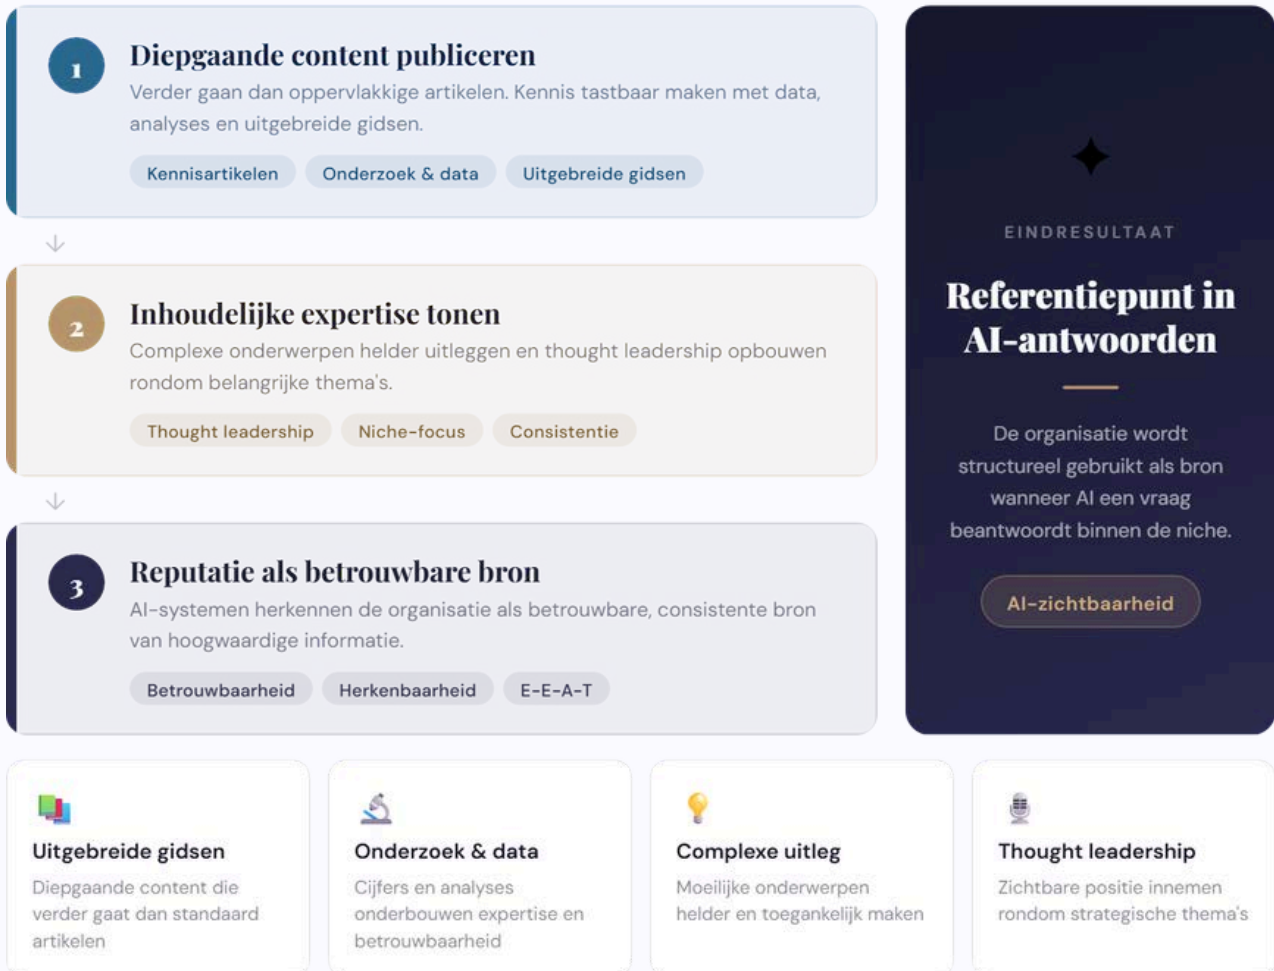 1
Diepgaande content publiceren
Verder gaan dan oppervlakkige artikelen. Kennis tastbaar maken met data,
analyses en uitgebreide gidsen.
Kennisartikelen
Onderzoek & data
Uitgebreide gidsen
2
Inhoudelijke expertise tonen
Complexe onderwerpen helder uitleggen en thought leadership opbouwen
rondom belangrijke thema's.
Thought leadership
Niche-focus
Consistentie
3
Reputatie als betrouwbare bron
AI-systemen herkennen de organisatie als betrouwbare, consistente bron
van hoogwaardige informatie.
Betrouwbaarheid
Herkenbaarheid
E-E-A-T
EINDRESULTAAT
Referentiepunt in
AI-antwoorden
De organisatie wordt
structureel gebruikt als bron
wanneer AI een vraag
beantwoordt binnen de niche.
AI-zichtbaarheid
Uitgebreide gidsen
Diepgaande content die
verder gaat dan standaard
artikelen
Onderzoek & data
Cijfers en analyses
onderbouwen expertise en
betrouwbaarheid
Complexe uitleg
Moeilijke onderwerpen
helder en toegankelijk maken
Thought leadership
Zichtbare positie innemen
rondom strategische thema's